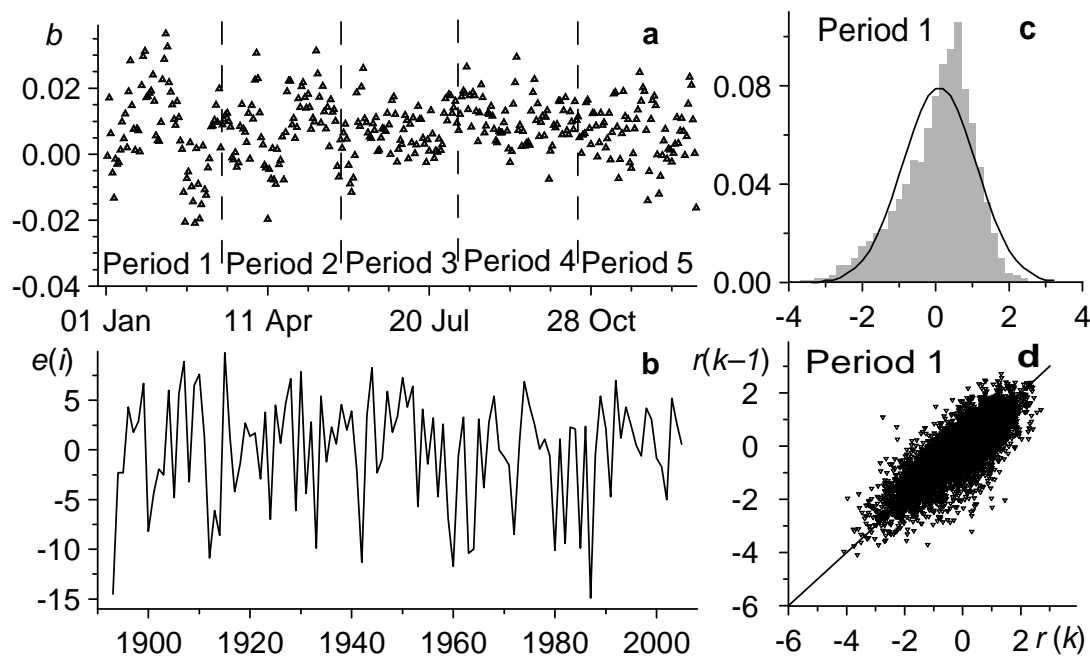 b
a
0.02
0.00
-0.02
-0.04
Period 1
Period 2
Period 3
Period 4
Period 5
01 Jan
11 Apr
20 Jul
28 Oct
Period 1
c
0.08
0.04
0.00
-4
-2
0
2
4
e(i)
b
5
0
-5
-10
-15
1900
1920
1940
1960
1980
2000
r(k–1)
Period 1
d
2
0
-2
-4
-6
-6
-4
-2
0
2
r(k)